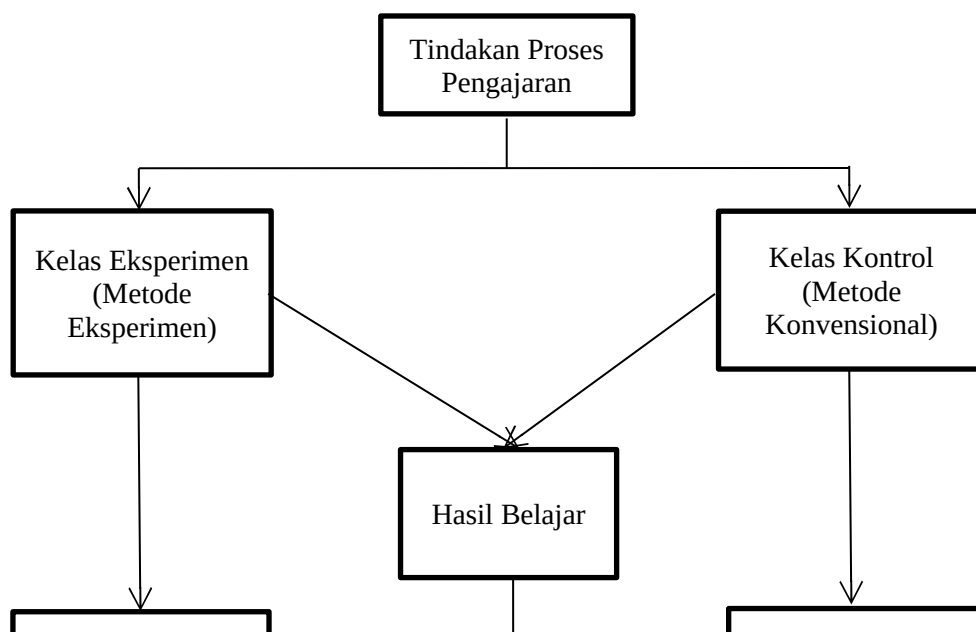 Tindakan Proses
Pengajaran
Kelas Eksperimen
(Metode
Eksperimen)
Kelas Kontrol
(Metode
Konvensional)
Hasil Belajar